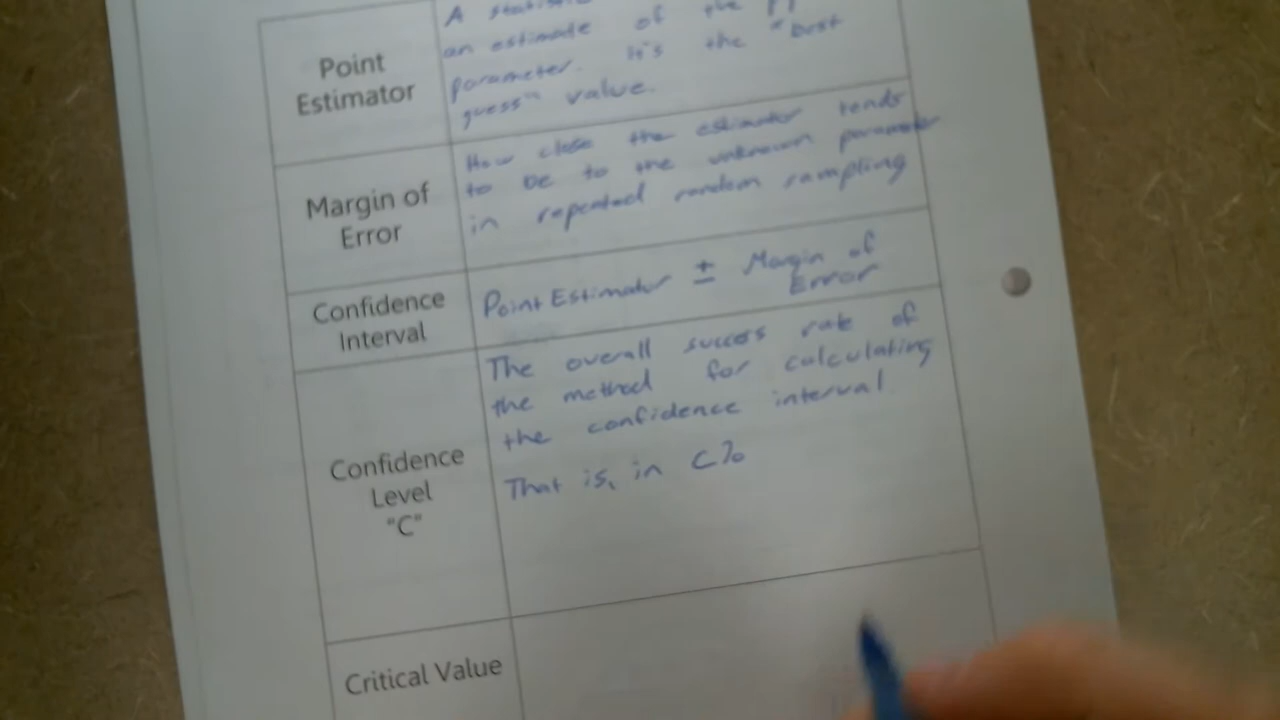 Point
Estimator
A
an estimate of the
parameter. It's the "best
guess" value.
Margin of
Error
How close the estimator tends
to be to the unknown parameter
in repeated random sampling
Confidence
Interval
Point Estimator ± Margin of
Error
Confidence
Level
"C"
The overall success rate of
the method for calculating
the confidence interval
That is, in C%
Critical Value